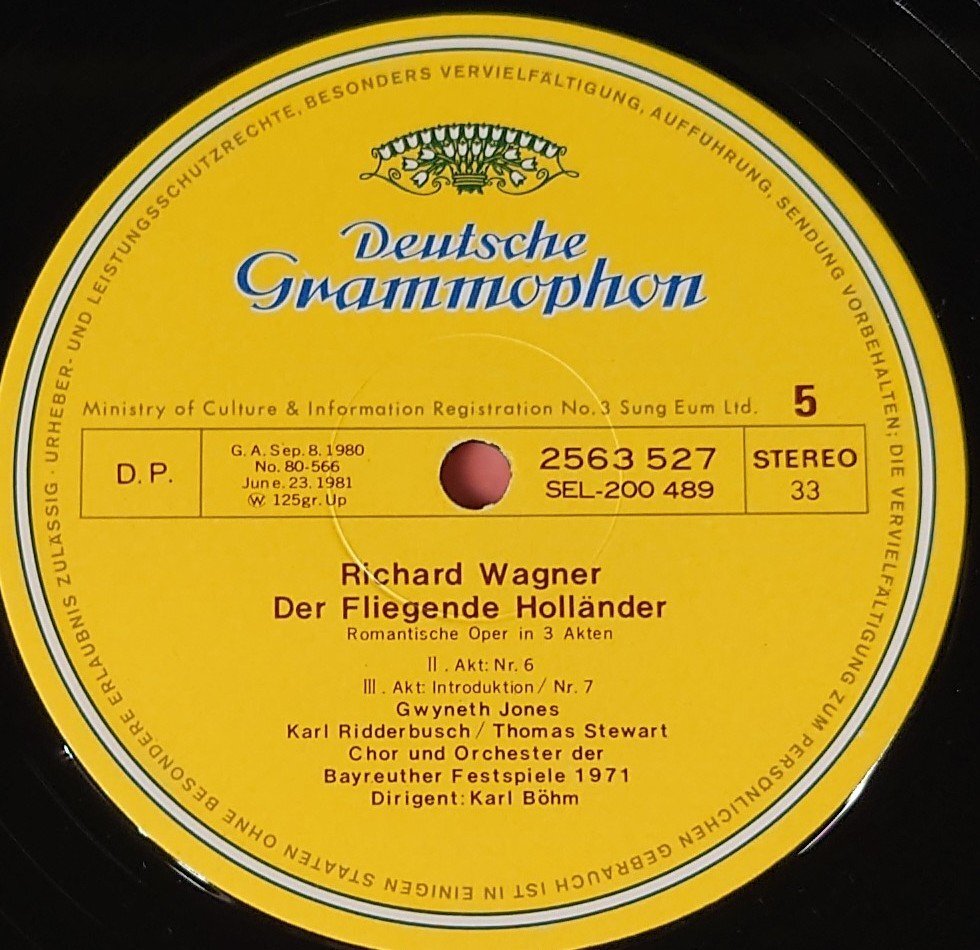 Deutsche
Grammophon
Ministry of Culture & Information Registration No. 3 Sung Eum Ltd. 5
D. P.
G. A. Sep. 8. 1980
No. 80-566
June. 23. 1981
Ⓦ 125gr. Up
2563 527
SEL-200 489
STEREO
33
Richard Wagner
Der Fliegende Holländer
Romantische Oper in 3 Akten
II . Akt: Nr. 6
III . Akt: Introduktion / Nr. 7
Gwyneth Jones
Karl Ridderbusch / Thomas Stewart
Chor und Orchester der
Bayreuther Festspiele 1971
Dirigent: Karl Böhm
URHEBER- UND LEISTUNGSSCHUTZRECHTE, BESONDERS VERVIELFÄLTIGUNG, AUFFÜHRUNG, SENDUNG VORBEHALTEN; DIE VERVIELFÄLTIGUNG ZUM PERSÖNLICHEN GEBRAUCH IST IN EINIGEN STAATEN OHNE BESONDERE ERLAUBNIS ZULÄSSIG ·